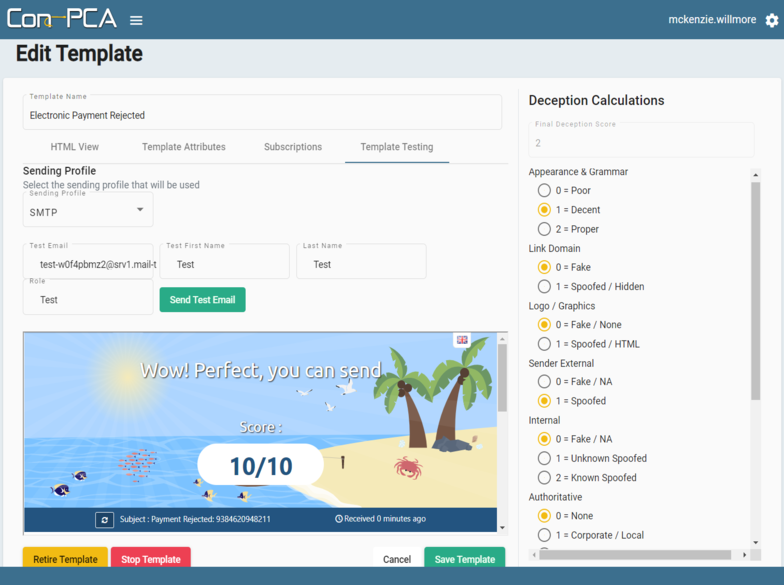 Con-PCA
mckenzie.willmore
Edit Template
Template Name
Electronic Payment Rejected
HTML View
Template Attributes
Subscriptions
Template Testing
Sending Profile
Select the sending profile that will be used
Sending Profile
SMTP
Test Email
Test First Name
Last Name
test-w0f4pbmz2@srv1.mail-t
Test
Test
Role
Test
Send Test Email
Wow! Perfect, you can send
Score :
10/10
Subject : Payment Rejected: 9384620948211
Received 0 minutes ago
Retire Template
Stop Template
Cancel
Save Template
Deception Calculations
Final Deception Score
2
Appearance & Grammar
0 = Poor
1 = Decent
2 = Proper
Link Domain
0 = Fake
1 = Spoofed / Hidden
Logo / Graphics
0 = Fake / None
1 = Spoofed / HTML
Sender External
0 = Fake / NA
1 = Spoofed
Internal
0 = Fake / NA
1 = Unknown Spoofed
2 = Known Spoofed
Authoritative
0 = None
1 = Corporate / Local